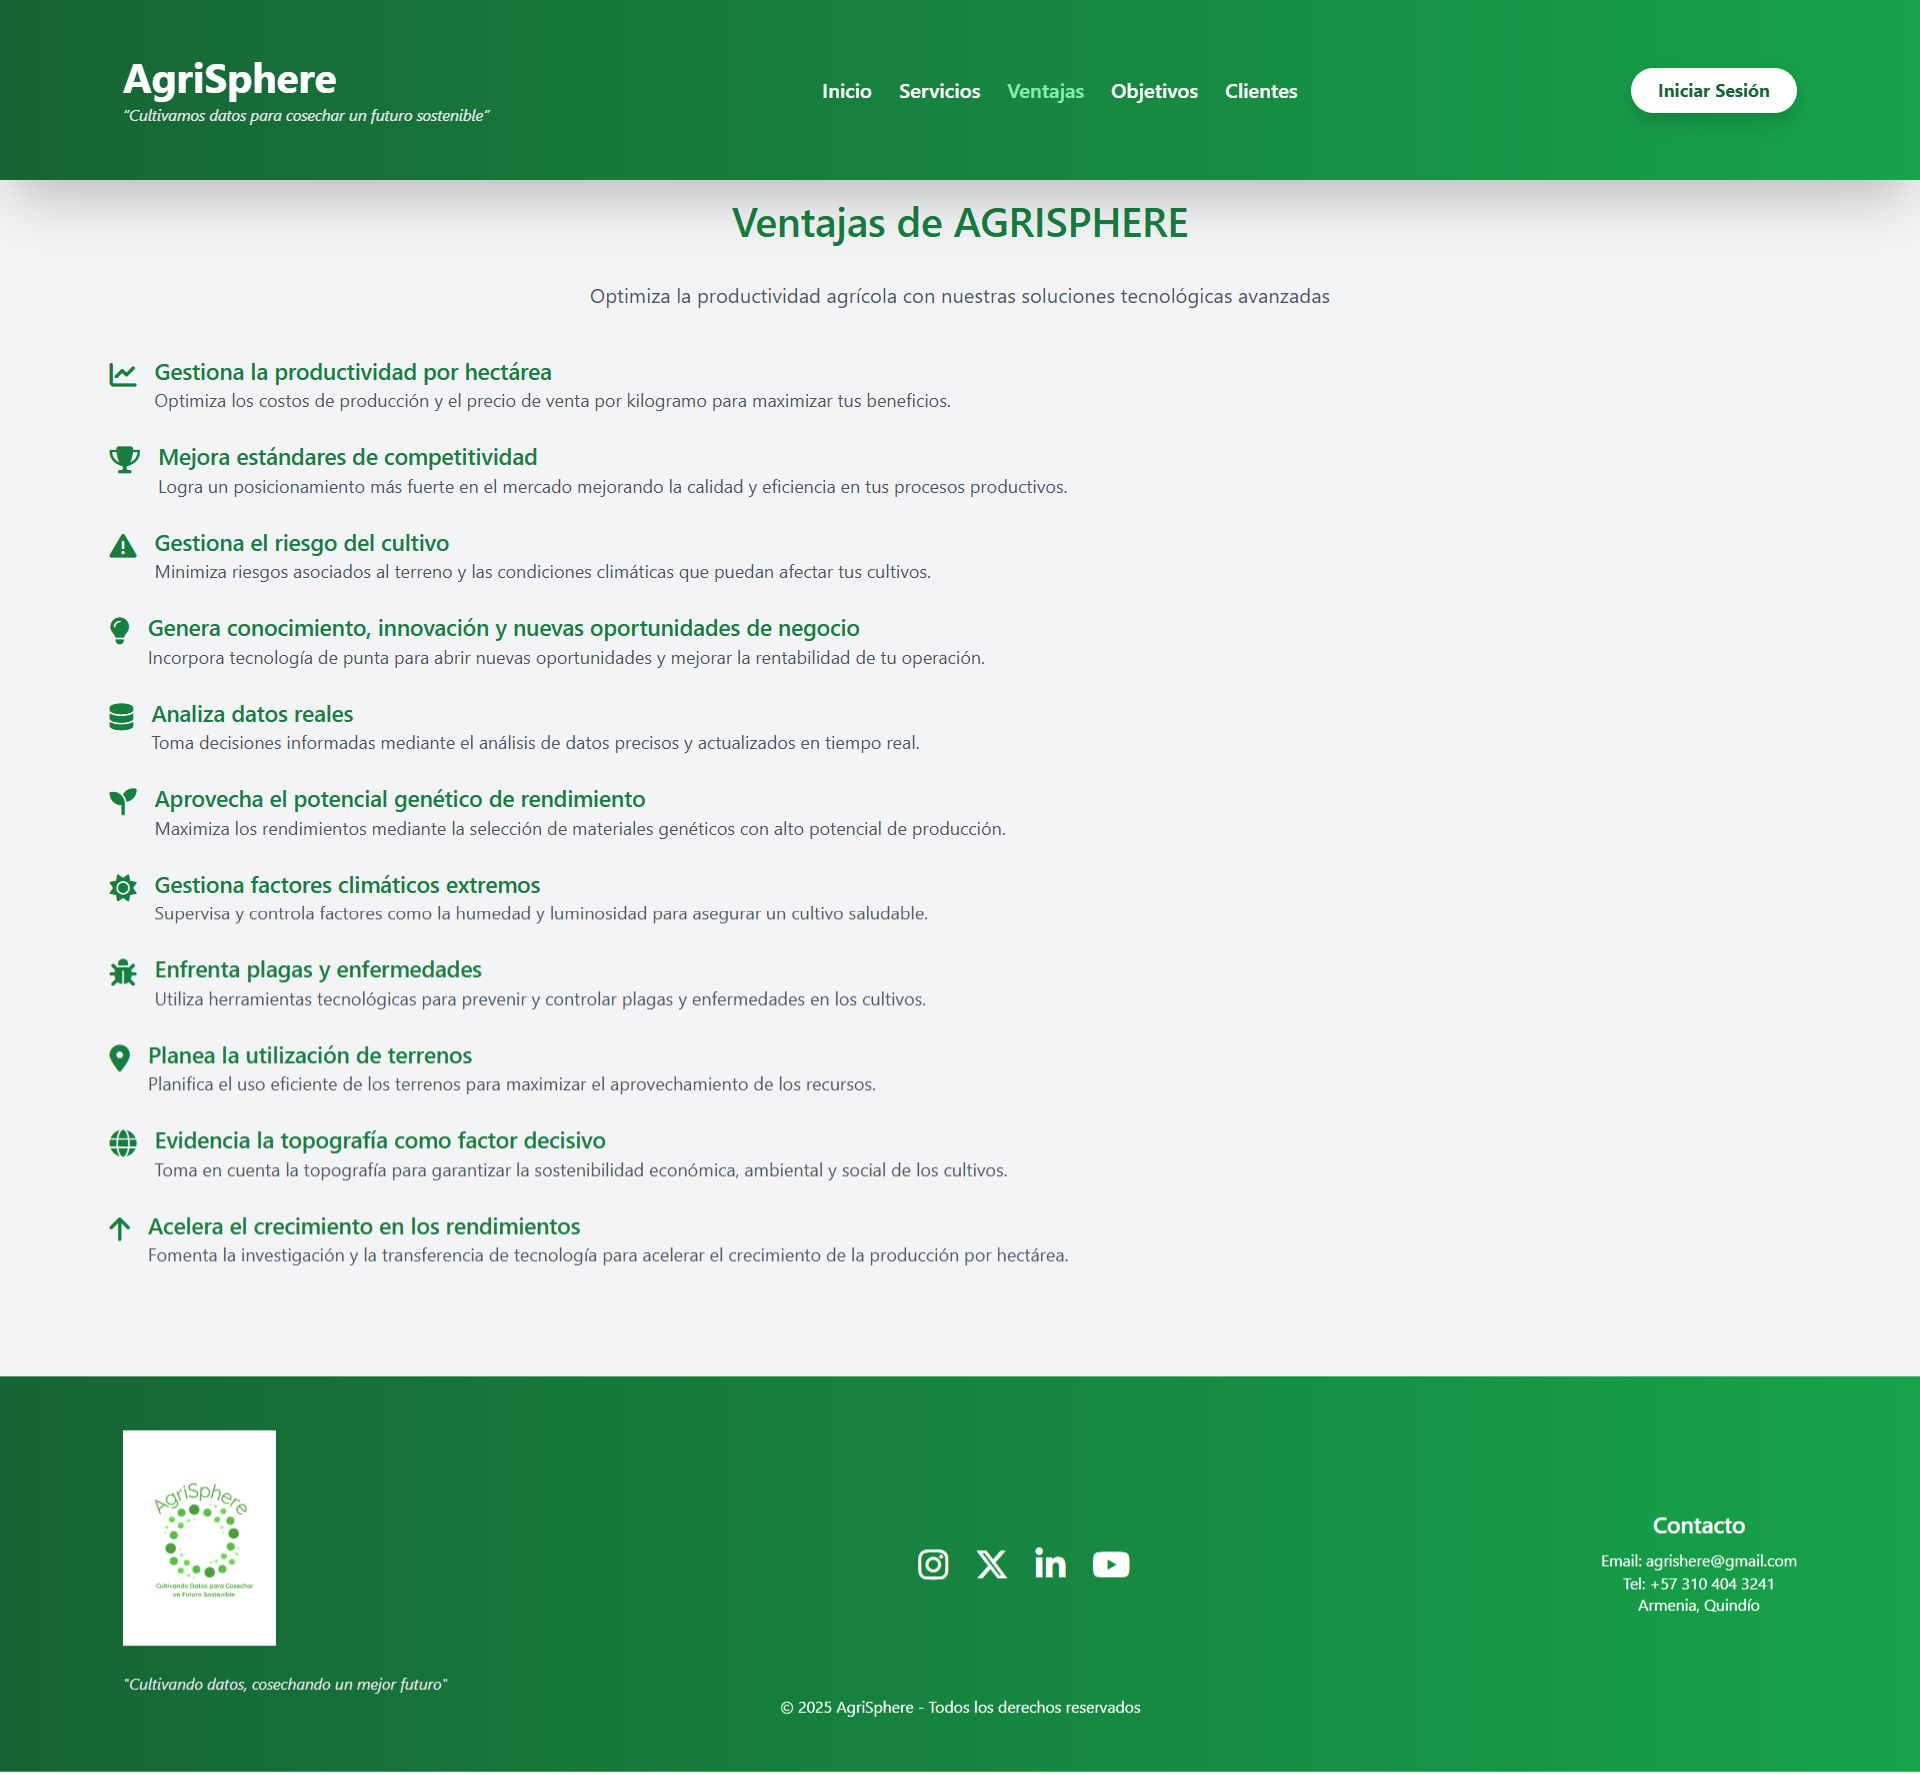 AgriSphere
"Cultivamos datos para cosechar un futuro sostenible"
Inicio Servicios Ventajas Objetivos Clientes
Iniciar Sesión
Ventajas de AGRISPHERE
Optimiza la productividad agrícola con nuestras soluciones tecnológicas avanzadas
Gestiona la productividad por hectárea
Optimiza los costos de producción y el precio de venta por kilogramo para maximizar tus beneficios.
Mejora estándares de competitividad
Logra un posicionamiento más fuerte en el mercado mejorando la calidad y eficiencia en tus procesos productivos.
Gestiona el riesgo del cultivo
Minimiza riesgos asociados al terreno y las condiciones climáticas que puedan afectar tus cultivos.
Genera conocimiento, innovación y nuevas oportunidades de negocio
Incorpora tecnología de punta para abrir nuevas oportunidades y mejorar la rentabilidad de tu operación.
Analiza datos reales
Toma decisiones informadas mediante el análisis de datos precisos y actualizados en tiempo real.
Aprovecha el potencial genético de rendimiento
Maximiza los rendimientos mediante la selección de materiales genéticos con alto potencial de producción.
Gestiona factores climáticos extremos
Supervisa y controla factores como la humedad y luminosidad para asegurar un cultivo saludable.
Enfrenta plagas y enfermedades
Utiliza herramientas tecnológicas para prevenir y controlar plagas y enfermedades en los cultivos.
Planea la utilización de terrenos
Planifica el uso eficiente de los terrenos para maximizar el aprovechamiento de los recursos.
Evidencia la topografía como factor decisivo
Toma en cuenta la topografía para garantizar la sostenibilidad económica, ambiental y social de los cultivos.
Acelera el crecimiento en los rendimientos
Fomenta la investigación y la transferencia de tecnología para acelerar el crecimiento de la producción por hectárea.
AgriSphere
Cultivando Datos para Cosechar
un Futuro Sostenible
"Cultivando datos, cosechando un mejor futuro"
Contacto
Email: agrishere@gmail.com
Tel: +57 310 404 3241
Armenia, Quindío
© 2025 AgriSphere - Todos los derechos reservados